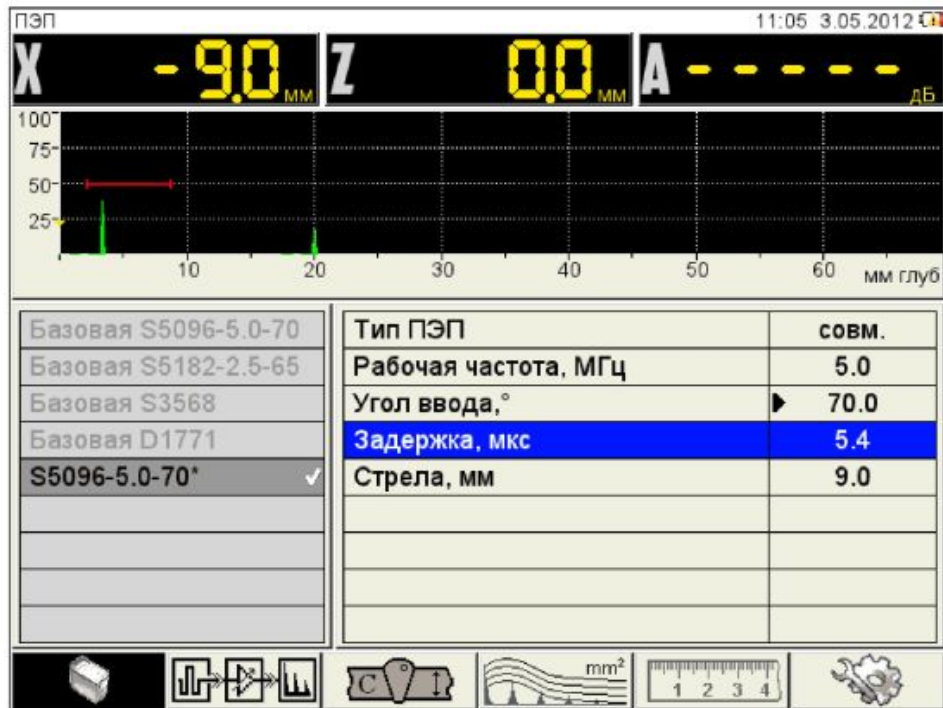 ПЭП 11:05 3.05.2012
X -9.0 мм Z 0.0 мм A - - - - - дБ
100
75
50
25
10 20 30 40 50 60 мм глуб
Базовая S5096-5.0-70
Базовая S5182-2.5-65
Базовая S3568
Базовая D1771
S5096-5.0-70*
Тип ПЭП совм.
Рабочая частота, МГц 5.0
Угол ввода,° 70.0
Задержка, мкс 5.4
Стрела, мм 9.0
C mm² 1 2 3 4